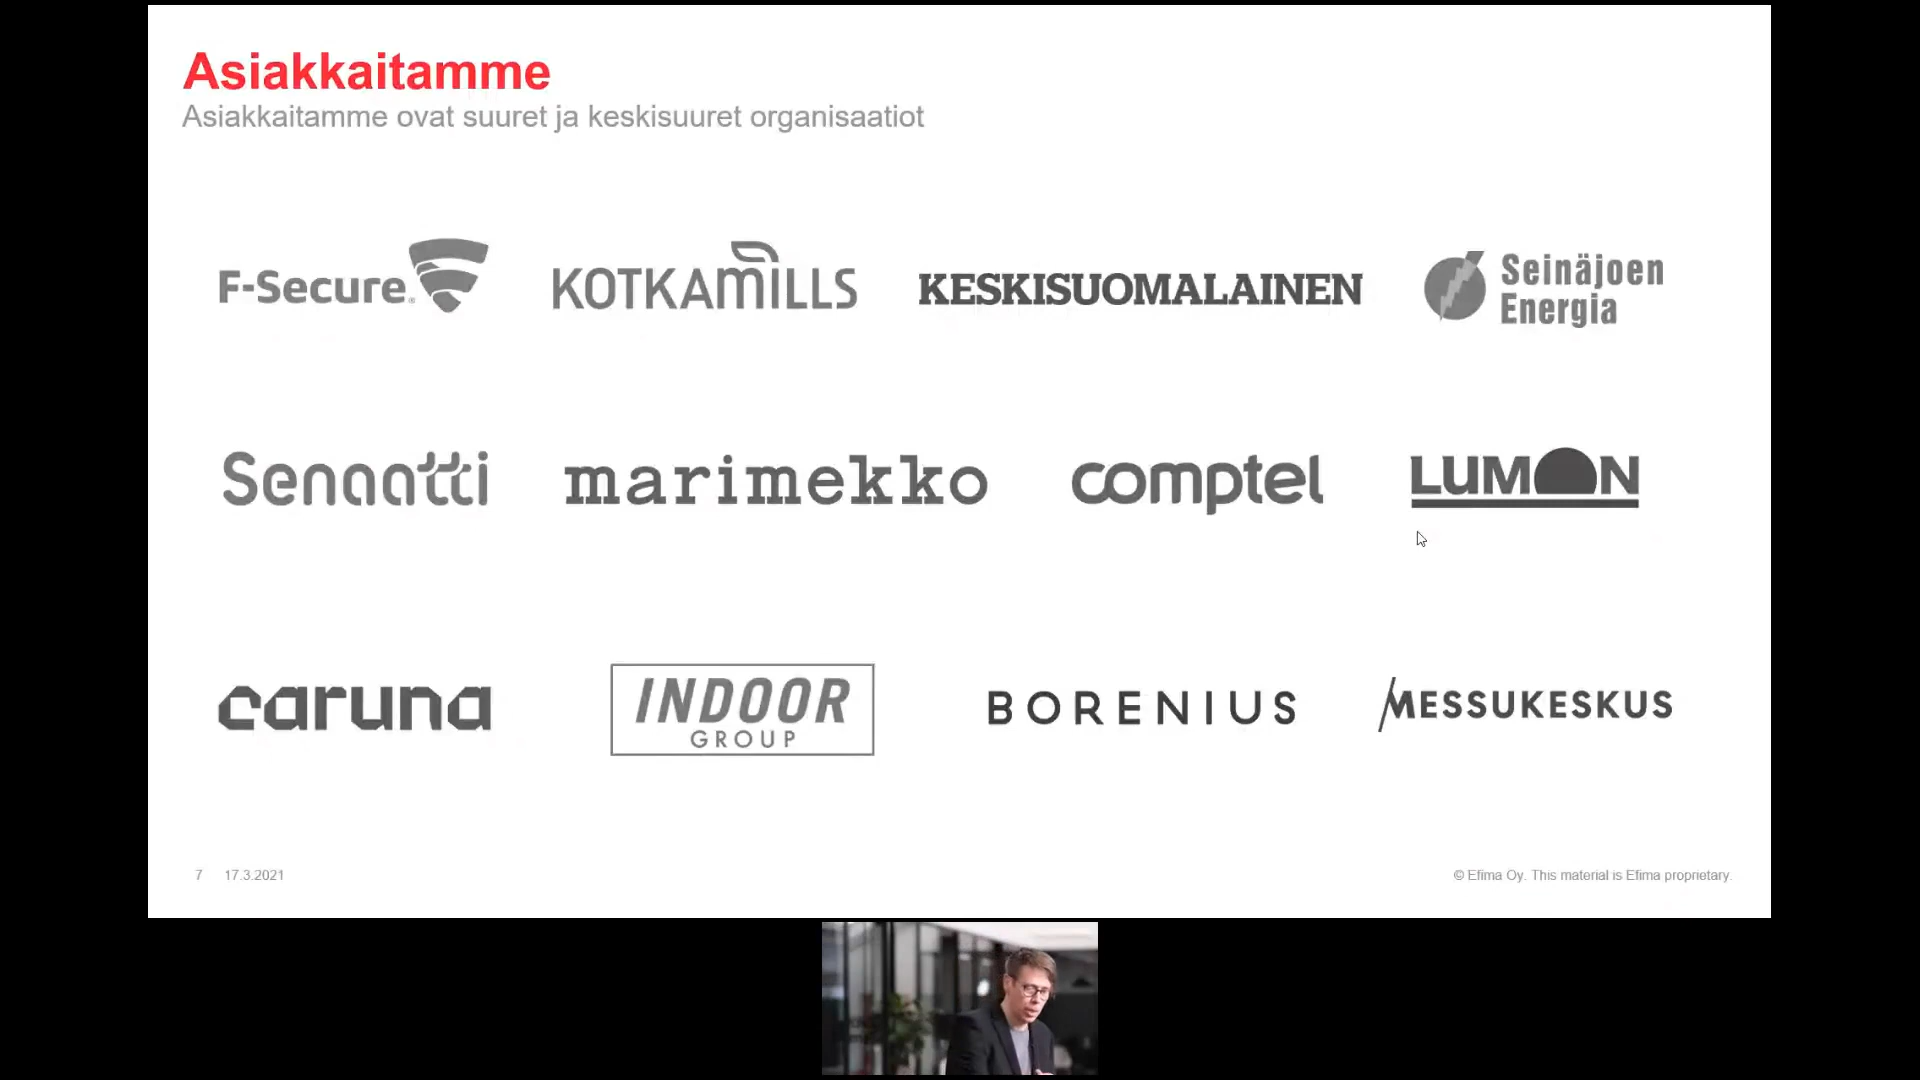 Asiakkaitamme
Asiakkaitamme ovat suuret ja keskisuuret organisaatiot
F-Secure®
KOTKAMILLS
KESKISUOMALAINEN
Seinäjoen
Energia
Senaatti
marimekko
comptel
LUMON
caruna
INDOOR
GROUP
BORENIUS
MESSUKESKUS
7 17.3.2021
© Efima Oy. This material is Efima proprietary.